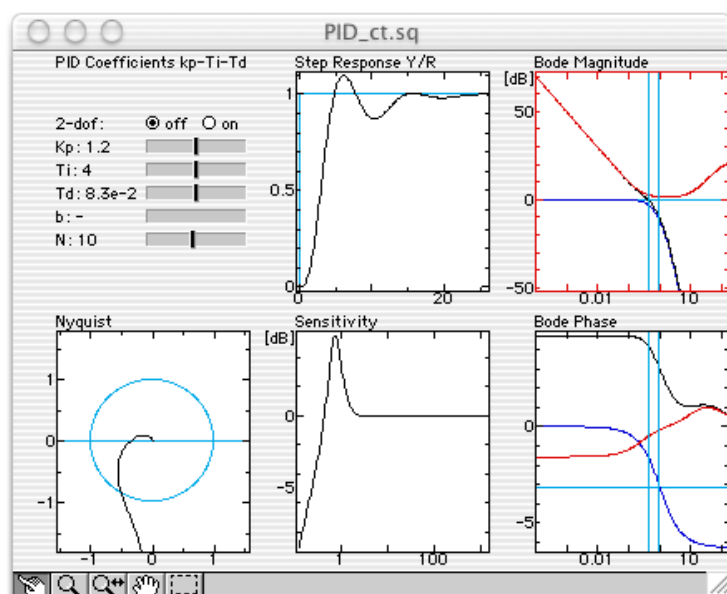 PID_ct.sq
PID Coefficients kp-Ti-Td
2-dof: off on
Kp: 1.2
Ti: 4
Td: 8.3e-2
b: -
N: 10
Step Response Y/R
1
0.5
0
0 20
Bode Magnitude
[dB]
50
0
-50
0.01 10
Nyquist
1
0
-1
-1 0 1
Sensitivity
[dB]
0
-5
1 100
Bode Phase
0
-5
0.01 10